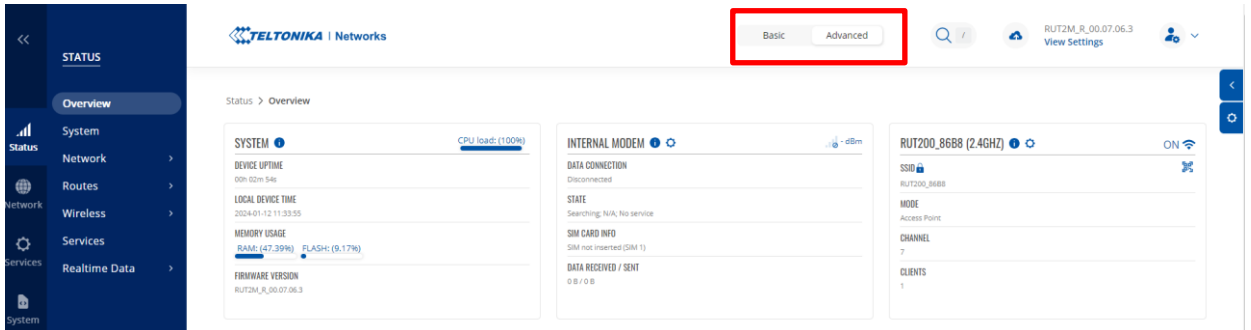 STATUS
Overview
System
Network
Routes
Wireless
Services
Realtime Data
Status
Network
Services
System
TELTONIKA | Networks
Basic
Advanced
/
RUT2M_R_00.07.06.3
View Settings
Status > Overview
SYSTEM
CPU load: (100%)
DEVICE UPTIME
00h 02m 54s
LOCAL DEVICE TIME
2024-01-12 11:33:55
MEMORY USAGE
RAM: (47.39%) FLASH: (9.17%)
FIRMWARE VERSION
RUT2M_R_00.07.06.3
INTERNAL MODEM
- dBm
DATA CONNECTION
Disconnected
STATE
Searching; N/A; No service
SIM CARD INFO
SIM not inserted (SIM 1)
DATA RECEIVED / SENT
0 B / 0 B
RUT200_86B8 (2.4GHZ)
ON
SSID
RUT200_86B8
MODE
Access Point
CHANNEL
7
CLIENTS
1